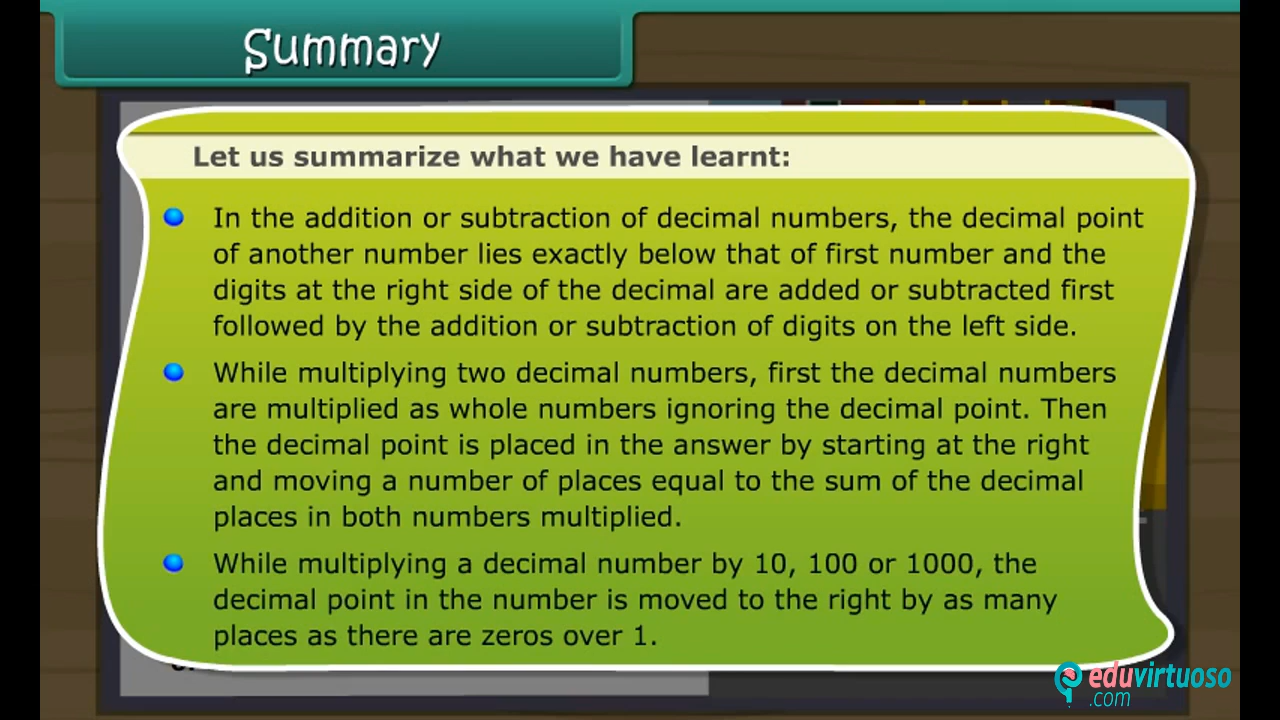 Summary
Let us summarize what we have learnt:
In the addition or subtraction of decimal numbers, the decimal point
of another number lies exactly below that of first number and the
digits at the right side of the decimal are added or subtracted first
followed by the addition or subtraction of digits on the left side.
While multiplying two decimal numbers, first the decimal numbers
are multiplied as whole numbers ignoring the decimal point. Then
the decimal point is placed in the answer by starting at the right
and moving a number of places equal to the sum of the decimal
places in both numbers multiplied.
While multiplying a decimal number by 10, 100 or 1000, the
decimal point in the number is moved to the right by as many
places as there are zeros over 1.
eduvirtuoso
.com